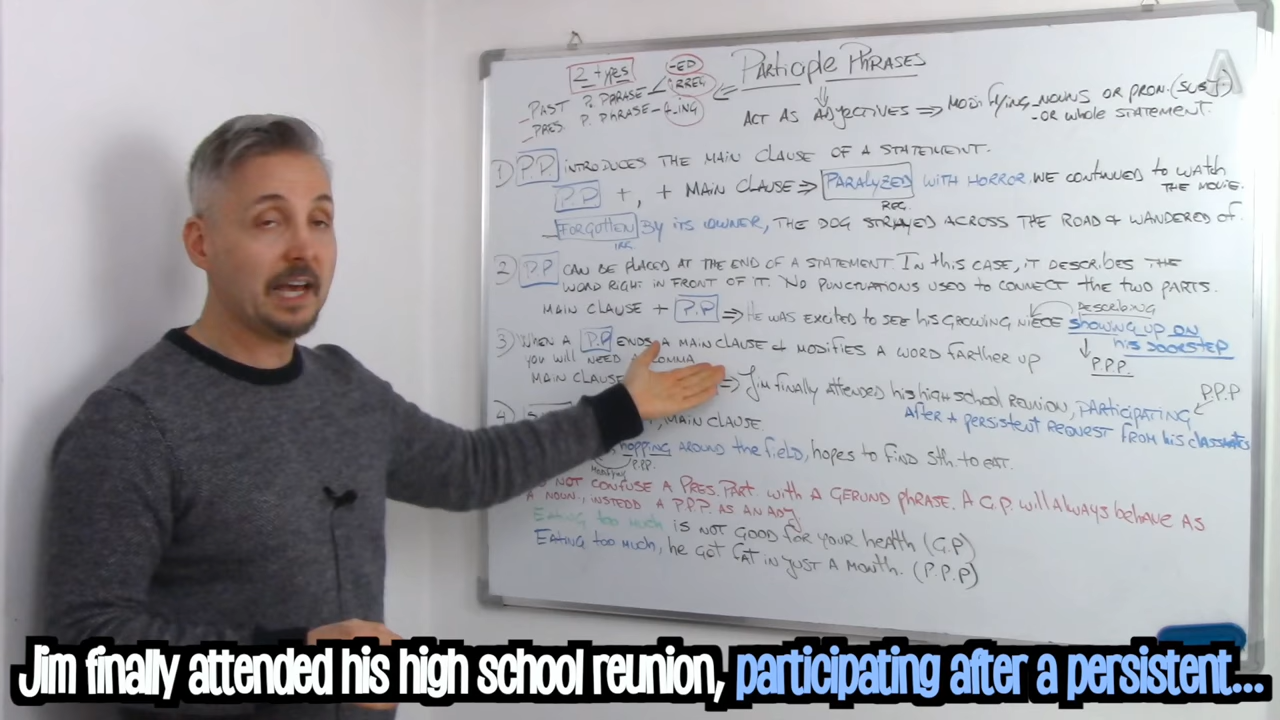 2 types
-ED
PARTICIPLE PHRASES
PAST P. PHRASE IRREG
PRES. P. PHRASE -ING
ACT AS ADJECTIVES ⇒ MODIFYING NOUNS OR PRON. (SUBJ)
-OR WHOLE STATEMENT.
1) P.P. INTRODUCES THE MAIN CLAUSE OF A STATEMENT.
P.P + , + MAIN CLAUSE ⇒ PARALYZED WITH HORROR, WE CONTINUED TO WATCH
THE MOVIE.
REG.
FORGOTTEN BY ITS OWNER, THE DOG STRAYED ACROSS THE ROAD & WANDERED OF.
IRR.
2) P.P CAN BE PLACED AT THE END OF A STATEMENT. IN THIS CASE, IT DESCRIBES THE
WORD RIGHT IN FRONT OF IT. NO PUNCTUATIONS USED TO CONNECT THE TWO PARTS.
DESCRIBING
MAIN CLAUSE + P.P ⇒ HE WAS EXCITED TO SEE HIS GROWING NIECE SHOWING UP ON
HIS DOORSTEP
P.P.P.
3) WHEN A P.P ENDS A MAIN CLAUSE & MODIFIES A WORD FARTHER UP
YOU WILL NEED COMMA
MAIN CLAUSE ⇒ JIM FINALLY ATTENDED HIS HIGH SCHOOL REUNION, PARTICIPATING
P.P.P
AFTER A PERSISTENT REQUEST FROM HIS CLASSMATES
4) , MAIN CLAUSE
HOPPING AROUND THE FIELD, HOPES TO FIND STH. TO EAT.
P.P.P.
NOT CONFUSE A PRES. PART. WITH A GERUND PHRASE. A G.P. WILL ALWAYS BEHAVE AS
A NOUN, INSTEDD A P.P.P. AS AN ADJ
EATING TOO MUCH IS NOT GOOD FOR YOUR HEALTH (G.P)
EATING TOO MUCH, HE GOT FAT IN JUST A MONTH. (P.P.P)
A
Jim finally attended his high school reunion, participating after a persistent...